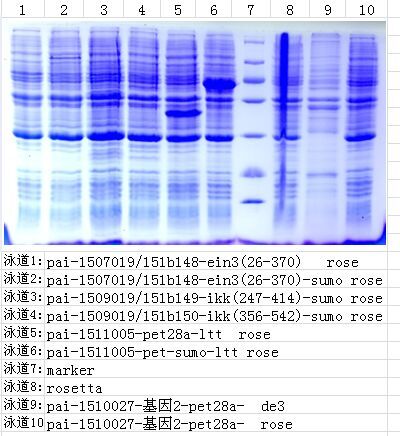 1 2 3 4 5 6 7 8 9 10
泳道1: pai-1507019/151b148-ein3(26-370) rose
泳道2: pai-1507019/151b148-ein3(26-370)-sumo rose
泳道3: pai-1509019/151b149-ikk(247-414)-sumo rose
泳道4: pai-1509019/151b150-ikk(356-542)-sumo rose
泳道5: pai-1511005-pet28a-ltt rose
泳道6: pai-1511005-pet-sumo-ltt rose
泳道7: marker
泳道8: rosetta
泳道9: pai-1510027-基因2-pet28a- de3
泳道10 pai-1510027-基因2-pet28a- rose